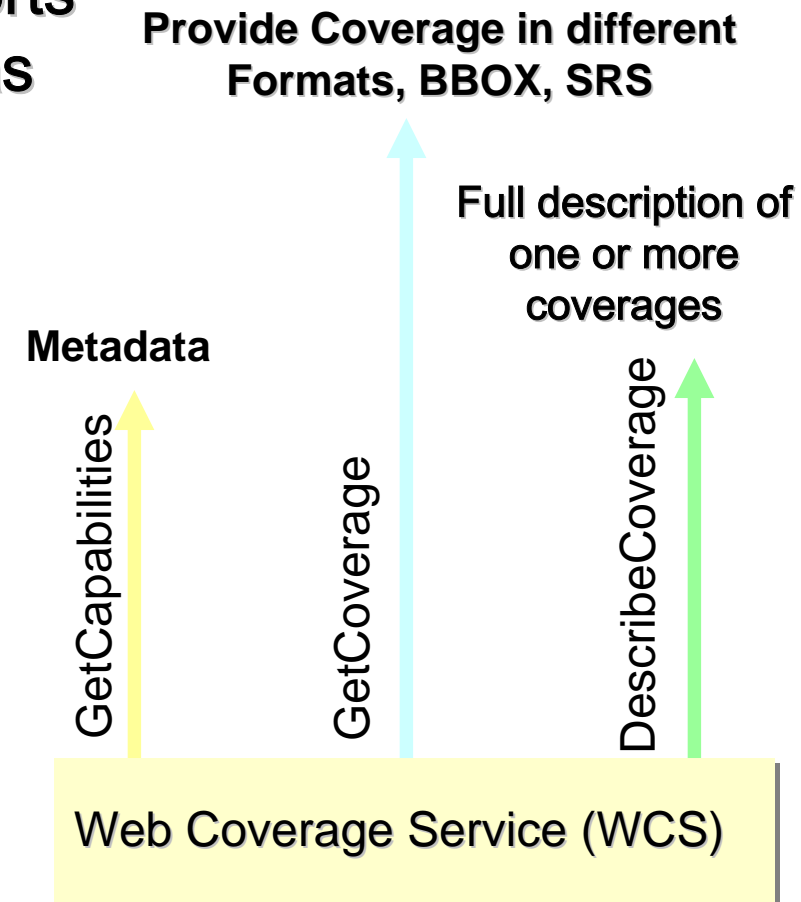 Provide Coverage in different
Formats, BBOX, SRS
Full description of
one or more
coverages
Metadata
GetCapabilities
GetCoverage
DescribeCoverage
Web Coverage Service (WCS)